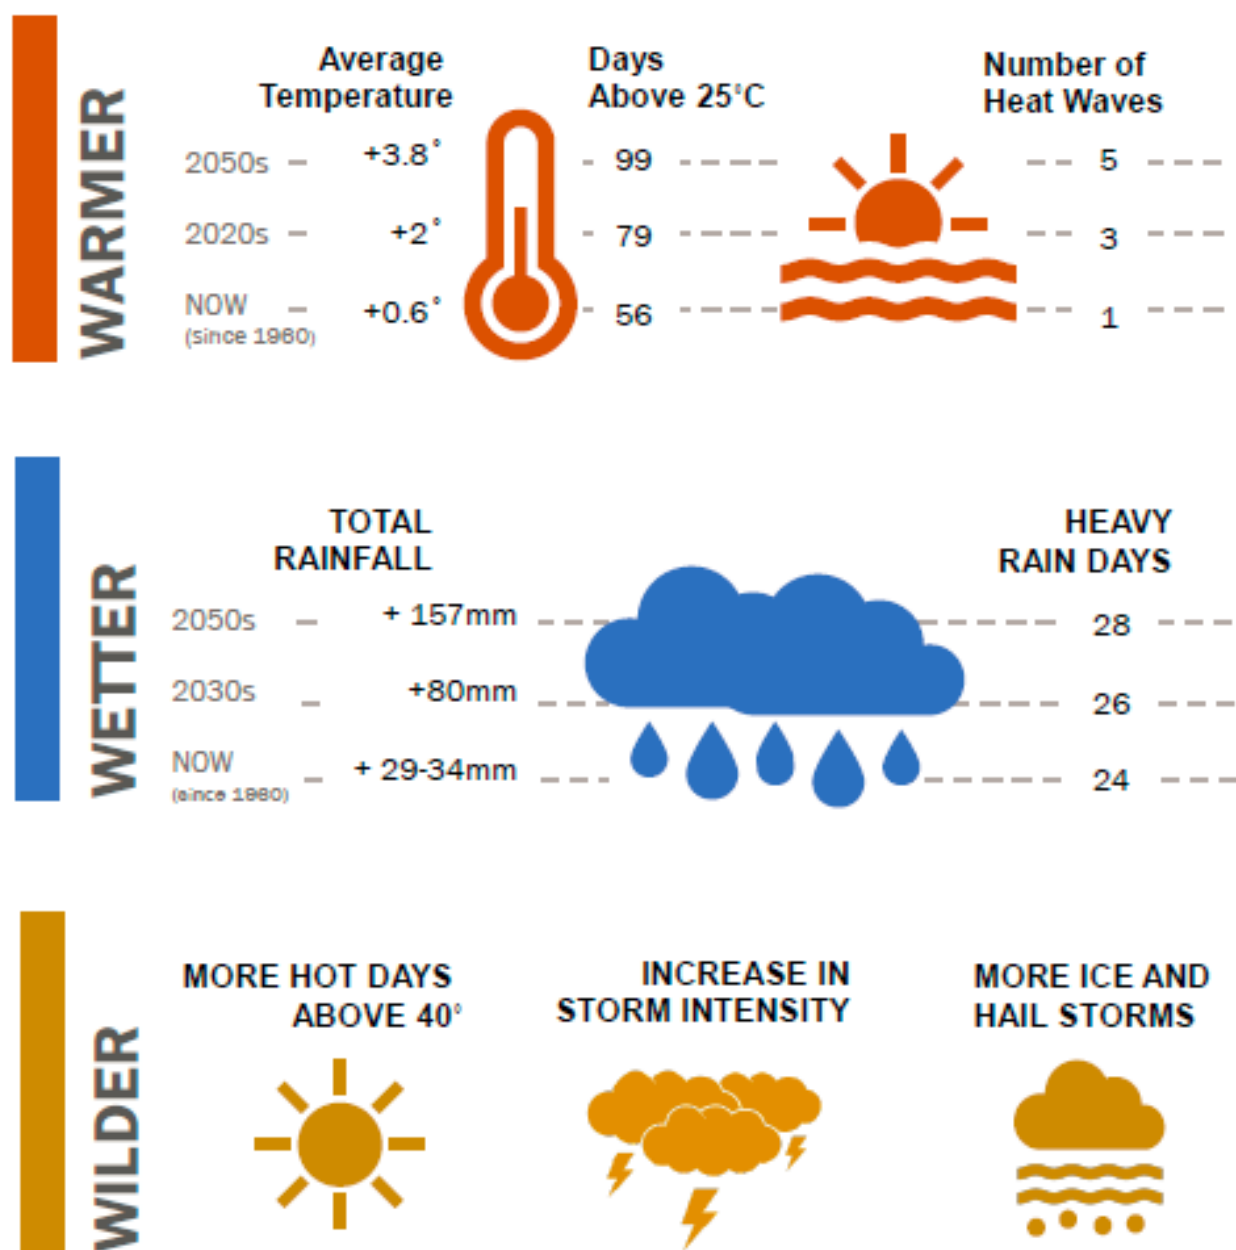 WARMER
Average
Temperature
Days
Above 25°C
Number of
Heat Waves
2050s
+3.8°
99
5
2020s
+2°
79
3
NOW
(since 1980)
+0.6°
56
1
WETTER
TOTAL
RAINFALL
HEAVY
RAIN DAYS
2050s
+ 157mm
28
2030s
+80mm
26
NOW
(since 1980)
+ 29-34mm
24
WILDER
MORE HOT DAYS
ABOVE 40°
INCREASE IN
STORM INTENSITY
MORE ICE AND
HAIL STORMS